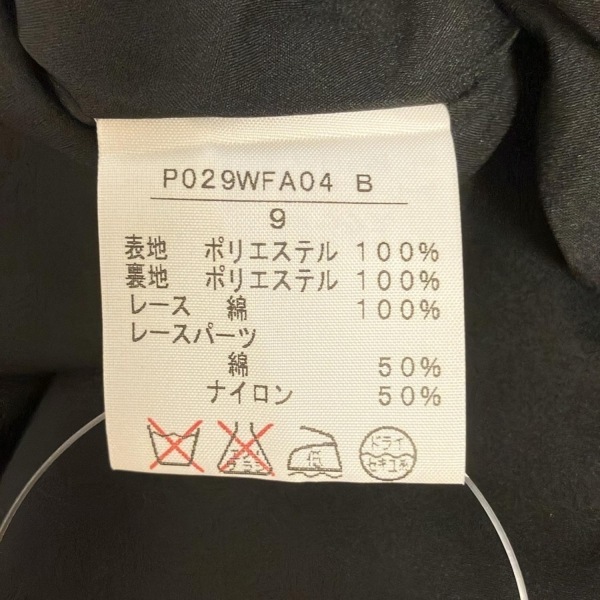 P029WFA04 B
9
表地 ポリエステル 100%
裏地 ポリエステル 100%
レース 綿 100%
レースパーツ
綿 50%
ナイロン 50%
低
ドライ
セキユ系